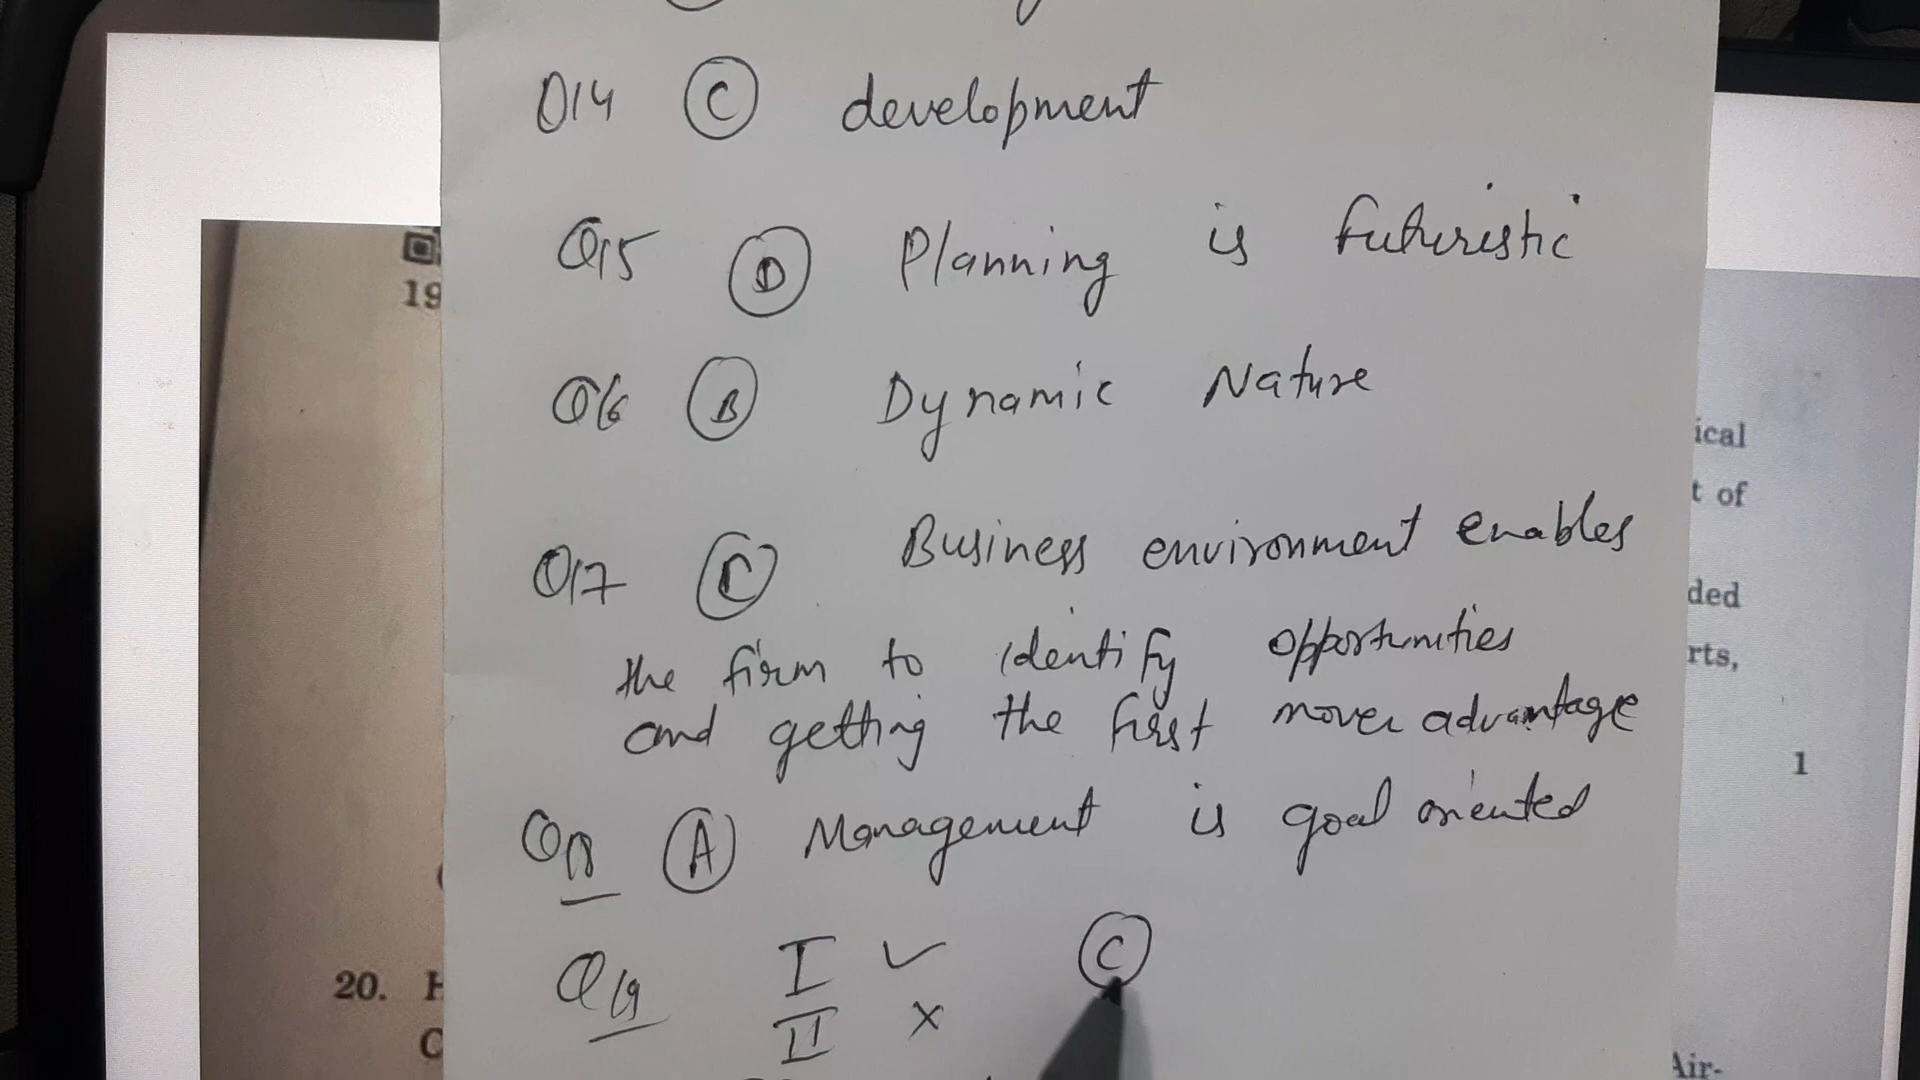 Q14 C development
Q15 D Planning is futuristic
Q16 B Dynamic Nature
Q17 C Business environment enables
the firm to identify opportunities
and getting the first mover advantage
Q18 A Management is goal oriented
Q19 I ✓ C
II ×
19
20.
ical
t of
ded
rts,
1
Air-